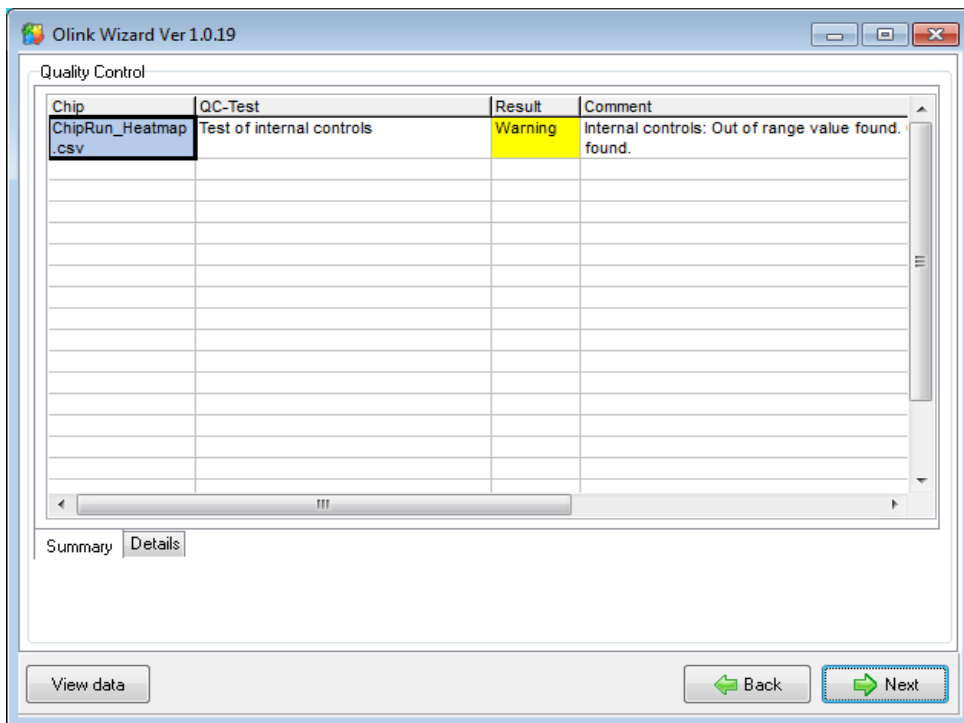 Olink Wizard Ver 1.0.19
Quality Control
Chip QC-Test Result Comment
ChipRun_Heatmap Test of internal controls Warning Internal controls: Out of range value found.
.csv found.
Summary Details
View data Back Next